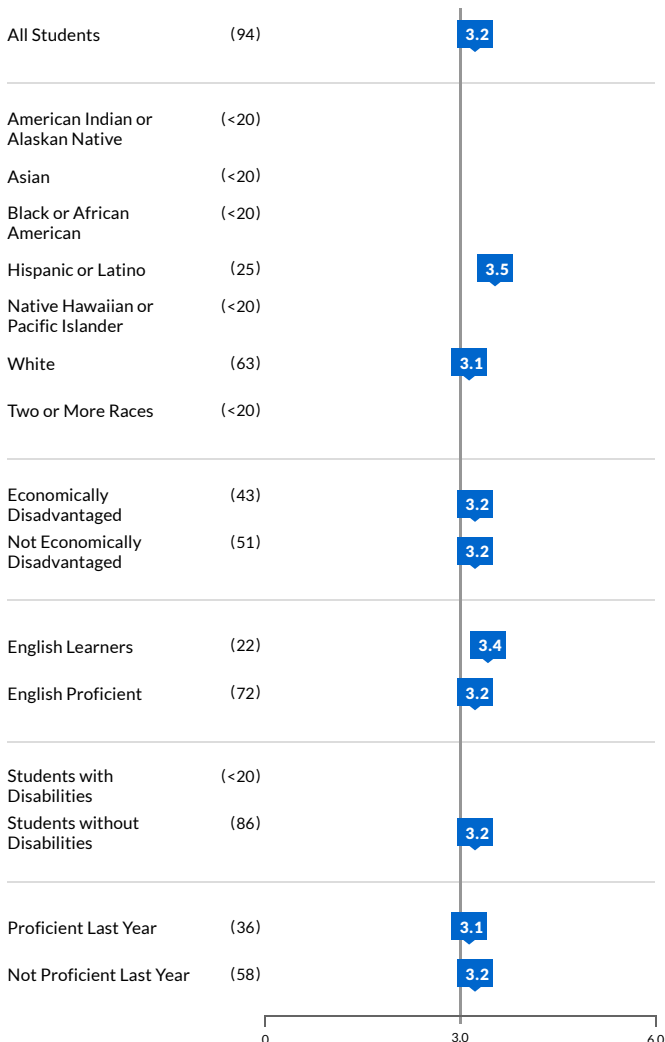 All Students (94) 3.2
American Indian or (<20)
Alaskan Native
Asian (<20)
Black or African (<20)
American
Hispanic or Latino (25) 3.5
Native Hawaiian or (<20)
Pacific Islander
White (63) 3.1
Two or More Races (<20)
Economically (43) 3.2
Disadvantaged
Not Economically (51) 3.2
Disadvantaged
English Learners (22) 3.4
English Proficient (72) 3.2
Students with (<20)
Disabilities
Students without (86) 3.2
Disabilities
Proficient Last Year (36) 3.1
Not Proficient Last Year (58) 3.2
0 3.0 6.0